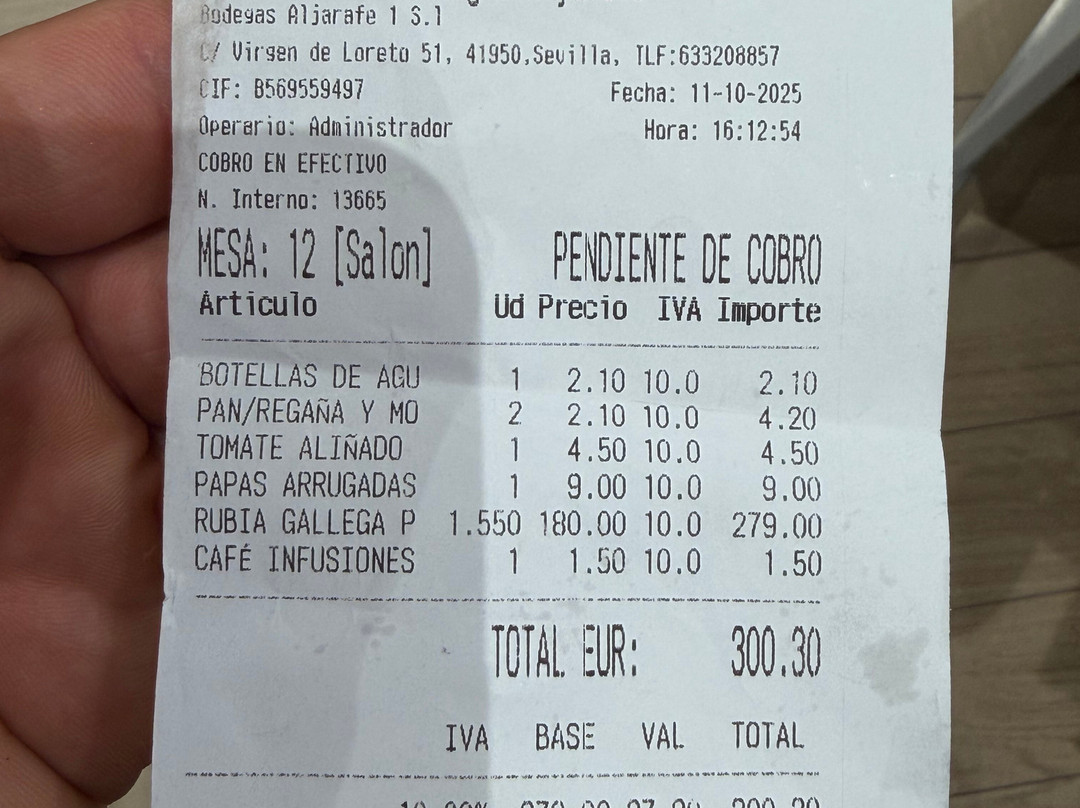 Bodegas Aljarafe 1 S.l
C/ Virgen de Loreto 51, 41950,Sevilla, TLF:633208857
CIF: B569559497 Fecha: 11-10-2025
Operario: Administrador Hora: 16:12:54
COBRO EN EFECTIVO
N. Interno: 13665
MESA: 12 [Salon] PENDIENTE DE COBRO
Articulo Ud Precio IVA Importe
BOTELLAS DE AGU 1 2.10 10.0 2.10
PAN/REGAÑA Y MO 2 2.10 10.0 4.20
TOMATE ALIÑADO 1 4.50 10.0 4.50
PAPAS ARRUGADAS 1 9.00 10.0 9.00
RUBIA GALLEGA P 1.550 180.00 10.0 279.00
CAFÉ INFUSIONES 1 1.50 10.0 1.50
TOTAL EUR: 300.30
IVA BASE VAL TOTAL